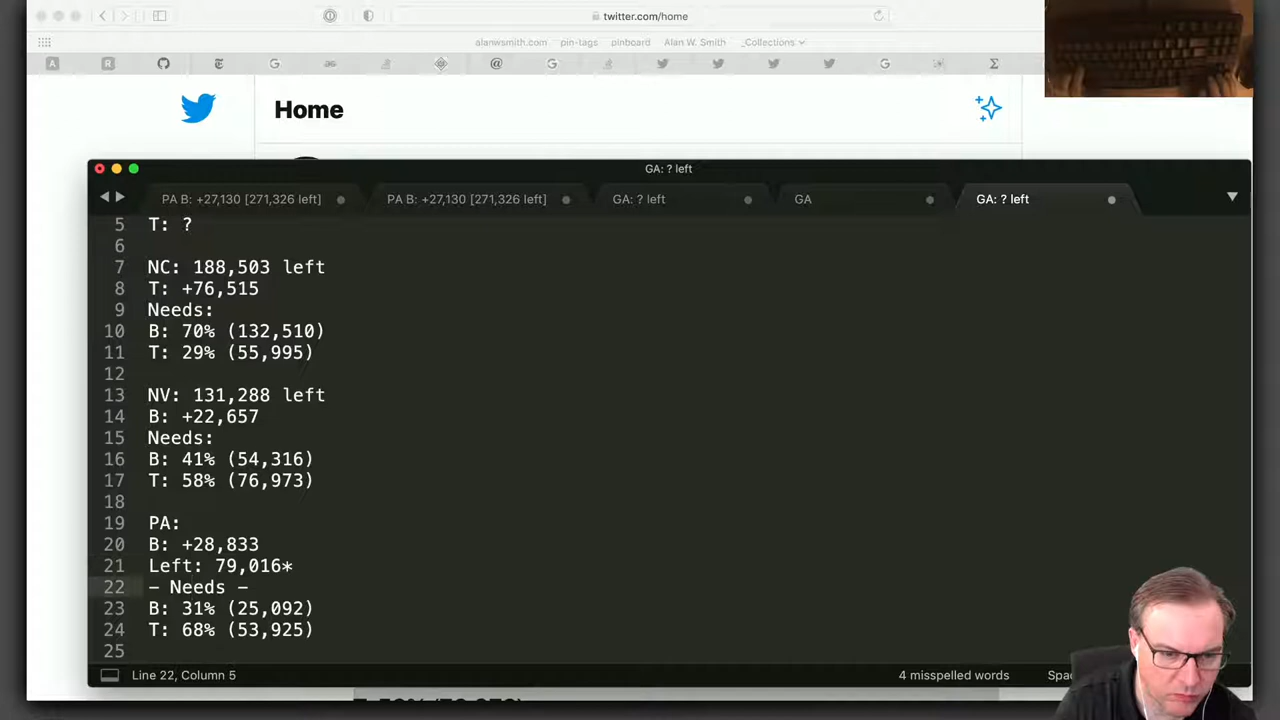 twitter.com/home
alanwsmith.com pin-tags pinboard Alan W. Smith _Collections
Home
GA: ? left
PA B: +27,130 [271,326 left] PA B: +27,130 [271,326 left] GA: ? left GA GA: ? left
5 T: ?
6
7 NC: 188,503 left
8 T: +76,515
9 Needs:
10 B: 70% (132,510)
11 T: 29% (55,995)
12
13 NV: 131,288 left
14 B: +22,657
15 Needs:
16 B: 41% (54,316)
17 T: 58% (76,973)
18
19 PA:
20 B: +28,833
21 Left: 79,016*
22 - Needs -
23 B: 31% (25,092)
24 T: 68% (53,925)
25
Line 22, Column 5 4 misspelled words